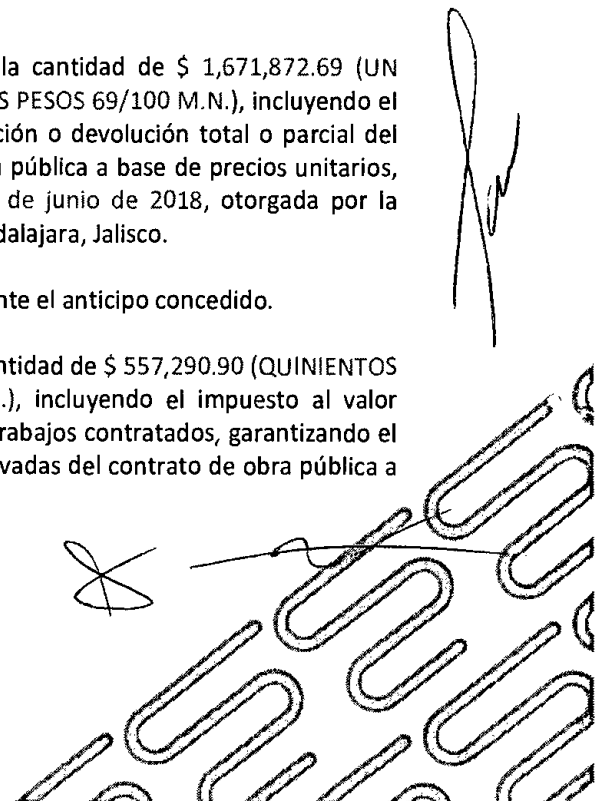 la cantidad de $ 1,671,872.69 (UN
S PESOS 69/100 M.N.), incluyendo el
ción o devolución total o parcial del
pública a base de precios unitarios,
de junio de 2018, otorgada por la
dalajara, Jalisco.
nte el anticipo concedido.
ntidad de $ 557,290.90 (QUINIENTOS
.), incluyendo el impuesto al valor
rabajos contratados, garantizando el
vadas del contrato de obra pública a